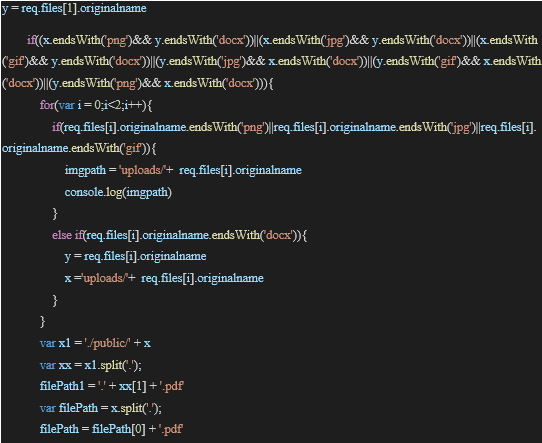 y = req.files[1].originalname
if((x.endsWith('png')&& y.endsWith('docx'))||(x.endsWith('jpg')&& y.endsWith('docx'))||(x.endsWith
('gif')&& y.endsWith('docx'))||(y.endsWith('jpg')&& x.endsWith('docx'))||(y.endsWith('gif')&& x.endsWith
('docx'))||(y.endsWith('png')&& x.endsWith('docx'))){
for(var i = 0;i<2;i++){
if(req.files[i].originalname.endsWith('png')||req.files[i].originalname.endsWith('jpg')||req.files[i].
originalname.endsWith('gif')){
imgpath = 'uploads/'+ req.files[i].originalname
console.log(imgpath)
}
else if(req.files[i].originalname.endsWith('docx')){
y = req.files[i].originalname
x ='uploads/'+ req.files[i].originalname
}
}
var x1 = './public/' + x
var xx = x1.split('.');
filePath1 = '.' + xx[1] + '.pdf'
var filePath = x.split('.');
filePath = filePath[0] + '.pdf'